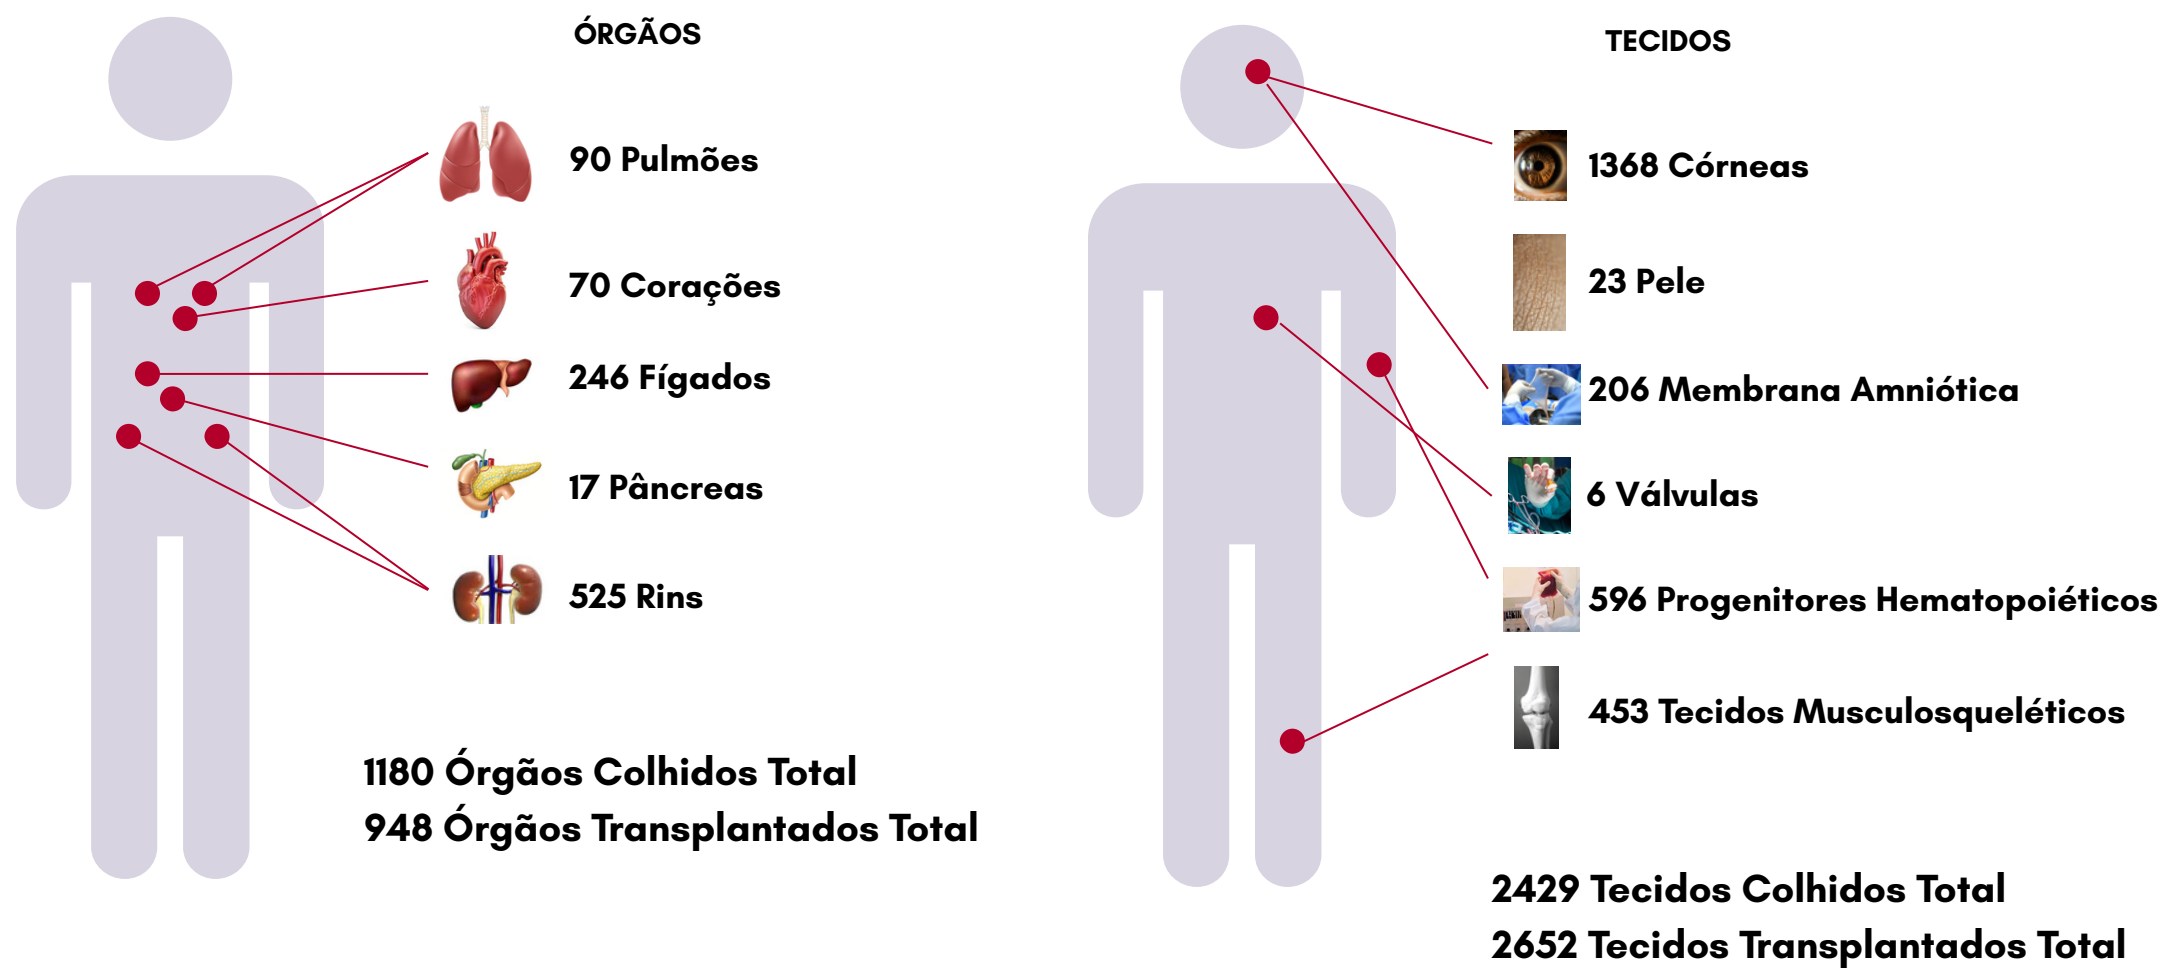 ÓRGÃOS
90 Pulmões
70 Corações
246 Fígados
17 Pâncreas
525 Rins
1180 Órgãos Colhidos Total
948 Órgãos Transplantados Total
TECIDOS
1368 Córneas
23 Pele
206 Membrana Amniótica
6 Válvulas
596 Progenitores Hematopoiéticos
453 Tecidos Musculosqueléticos
2429 Tecidos Colhidos Total
2652 Tecidos Transplantados Total